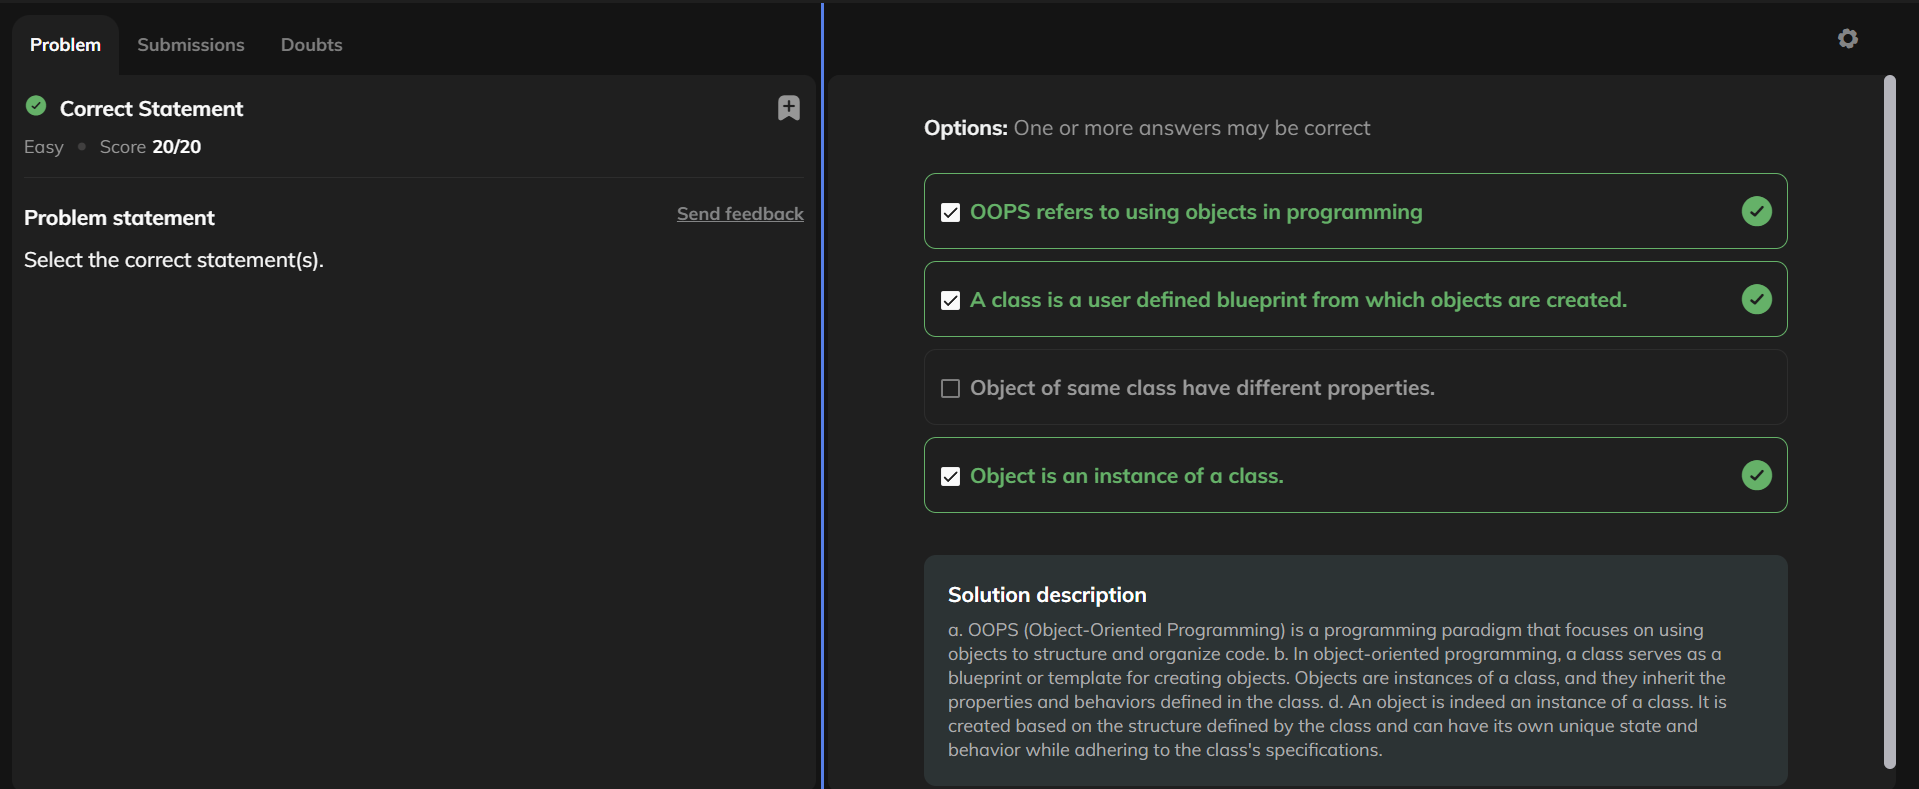 Problem Submissions Doubts
Correct Statement
Easy • Score 20/20
Problem statement
Send feedback
Select the correct statement(s).
Options: One or more answers may be correct
OOPS refers to using objects in programming
A class is a user defined blueprint from which objects are created.
Object of same class have different properties.
Object is an instance of a class.
Solution description
a. OOPS (Object-Oriented Programming) is a programming paradigm that focuses on using
objects to structure and organize code. b. In object-oriented programming, a class serves as a
blueprint or template for creating objects. Objects are instances of a class, and they inherit the
properties and behaviors defined in the class. d. An object is indeed an instance of a class. It is
created based on the structure defined by the class and can have its own unique state and
behavior while adhering to the class's specifications.